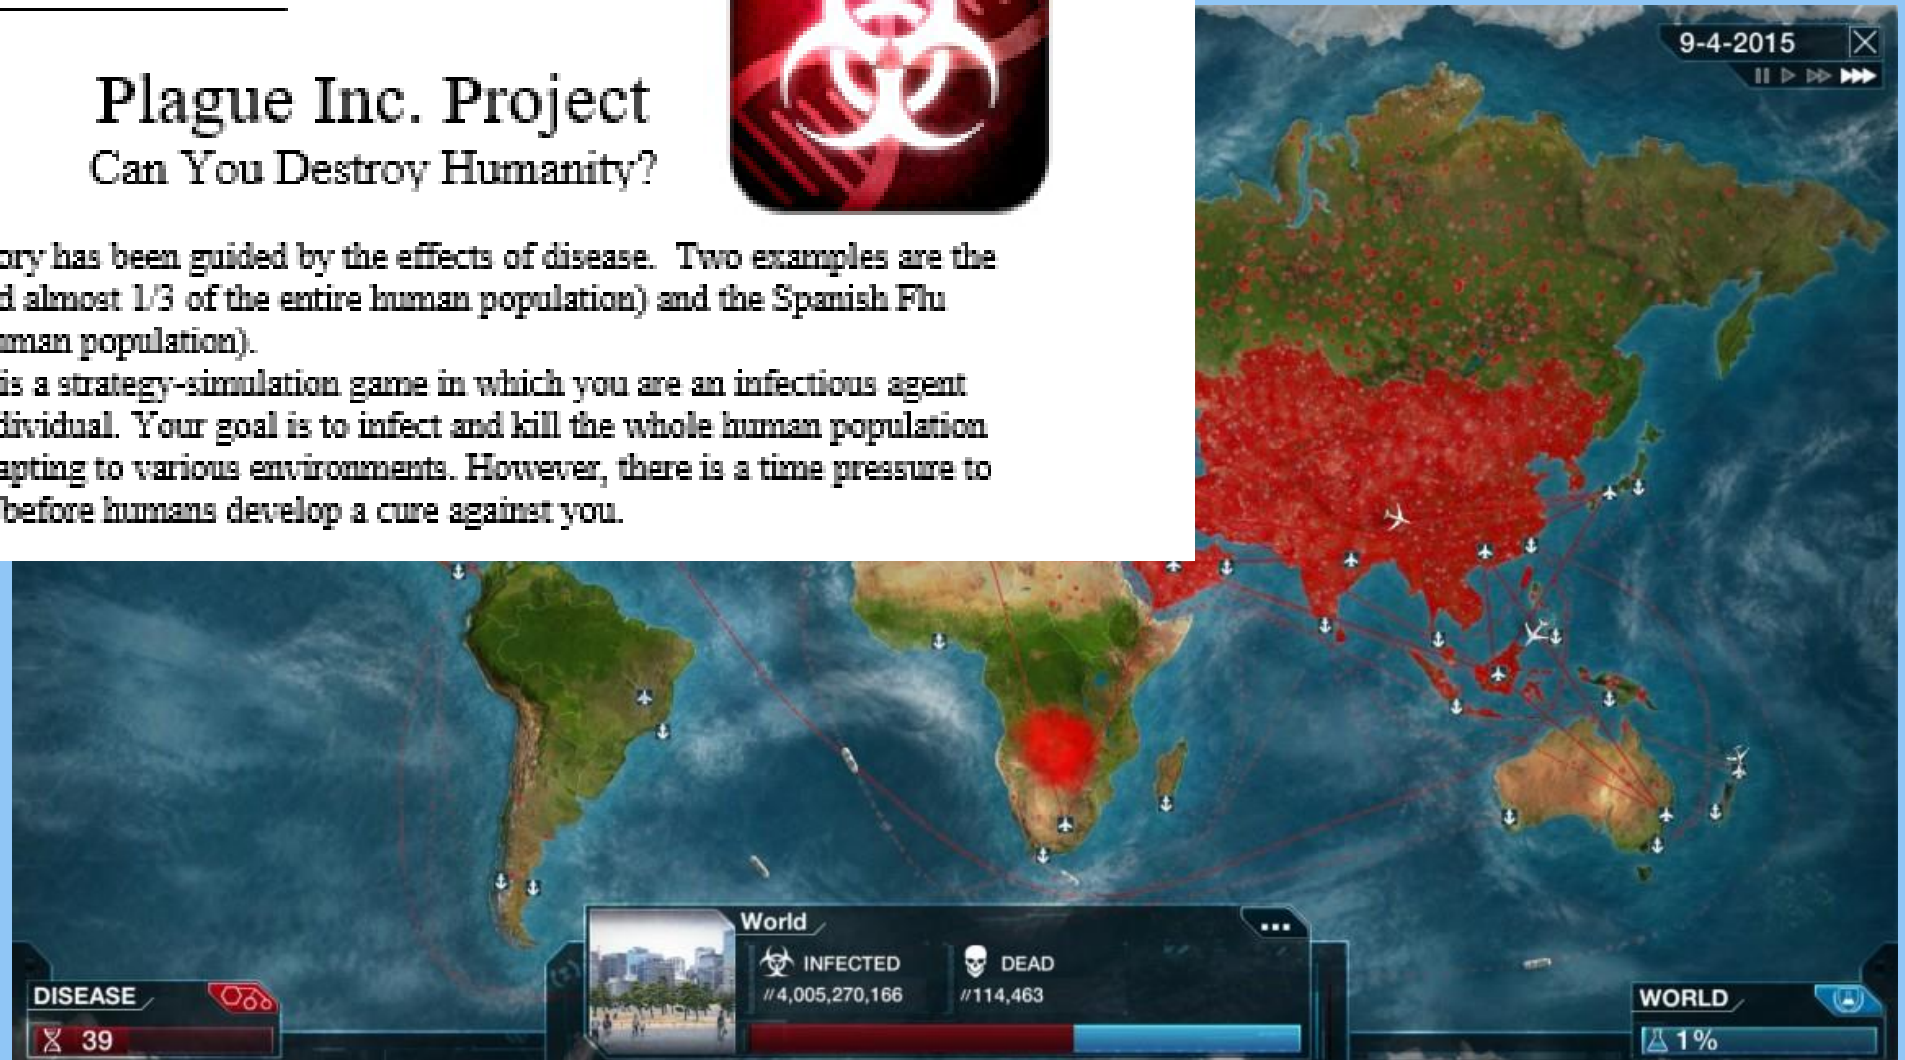 Plague Inc. Project
Can You Destroy Humanity?
ory has been guided by the effects of disease.  Two examples are the
d almost 1/3 of the entire human population) and the Spanish Flu
uman population).
is a strategy-simulation game in which you are an infectious agent
dividual. Your goal is to infect and kill the whole human population
apting to various environments. However, there is a time pressure to
before humans develop a cure against you.
9-4-2015
World
INFECTED
DEAD
//4,005,270,166
//114,463
DISEASE
39
WORLD
1%